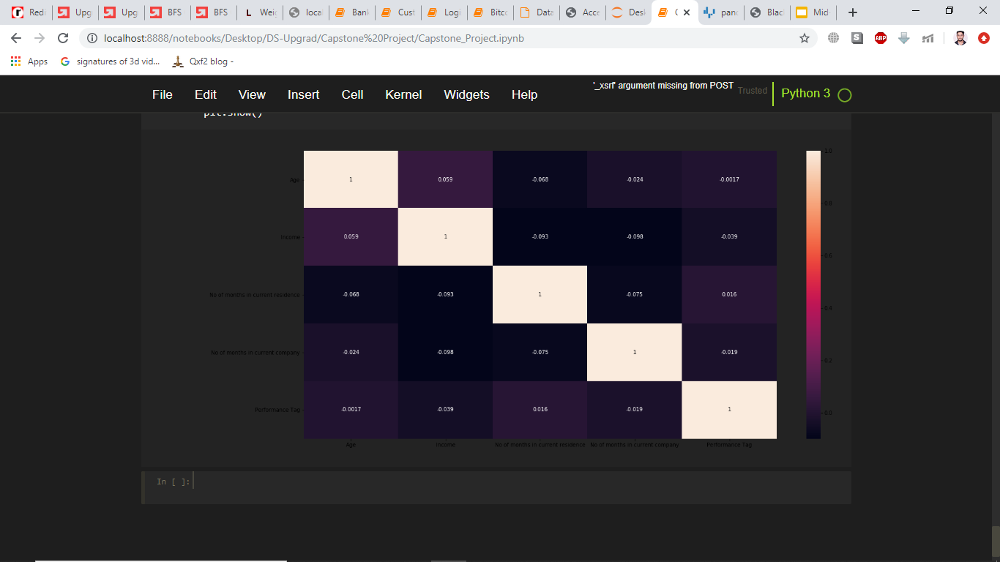 Redi Upg Upg BFS BFS L Weig loca Bank Cust Logi Bitco Data Acce Desl C pand Blac Mid-
localhost:8888/notebooks/Desktop/DS-Upgrad/Capstone%20Project/Capstone_Project.ipynb
ABP
Apps signatures of 3d vid... Qxf2 blog -
File Edit View Insert Cell Kernel Widgets Help '_xsrf' argument missing from POST Trusted Python 3
plt.show()
1.0
Age 1 0.059 -0.068 -0.024 -0.0017
0.8
Income 0.059 1 -0.093 -0.098 -0.039
0.6
No of months in current residence -0.068 -0.093 1 -0.075 0.016
0.4
No of months in current company -0.024 -0.098 -0.075 1 -0.019
0.2
Performance Tag -0.0017 -0.039 0.016 -0.019 1
0.0
Age Income No of months in current residence No of months in current company Performance Tag
In [ ]: